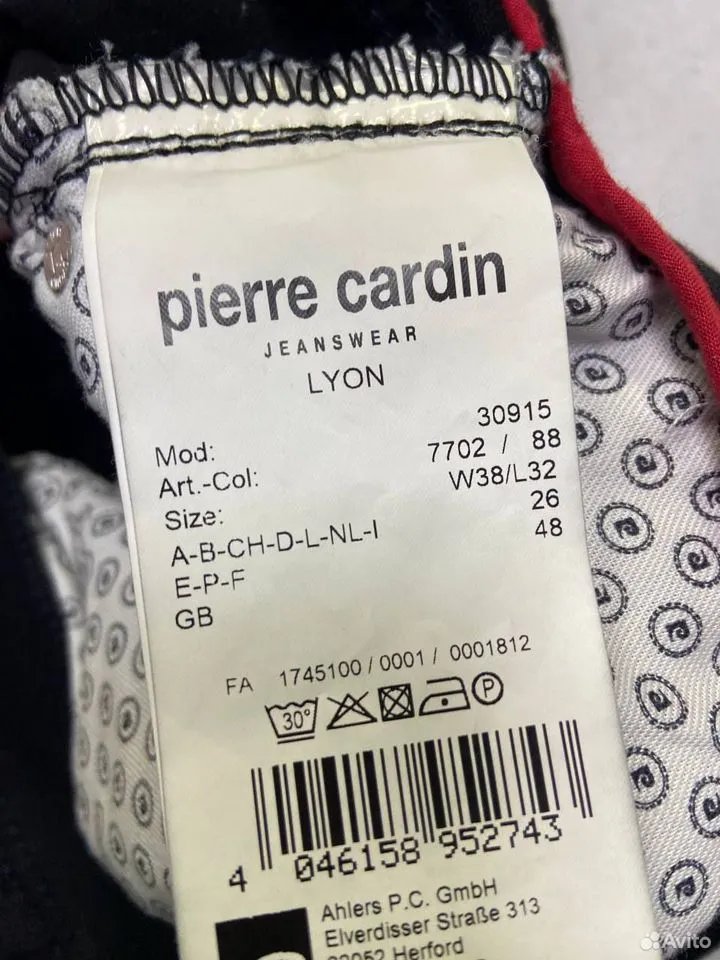 pierre cardin
JEANSWEAR
LYON
Mod: 30915
Art.-Col: 7702 / 88
Size: W38/L32
A-B-CH-D-L-NL-I 26
E-P-F 48
GB
FA 1745100 / 0001 / 0001812
30° P
4 046158 952743
Ahlers P.C. GmbH
Elverdisser Straße 313
32052 Herford
Avito